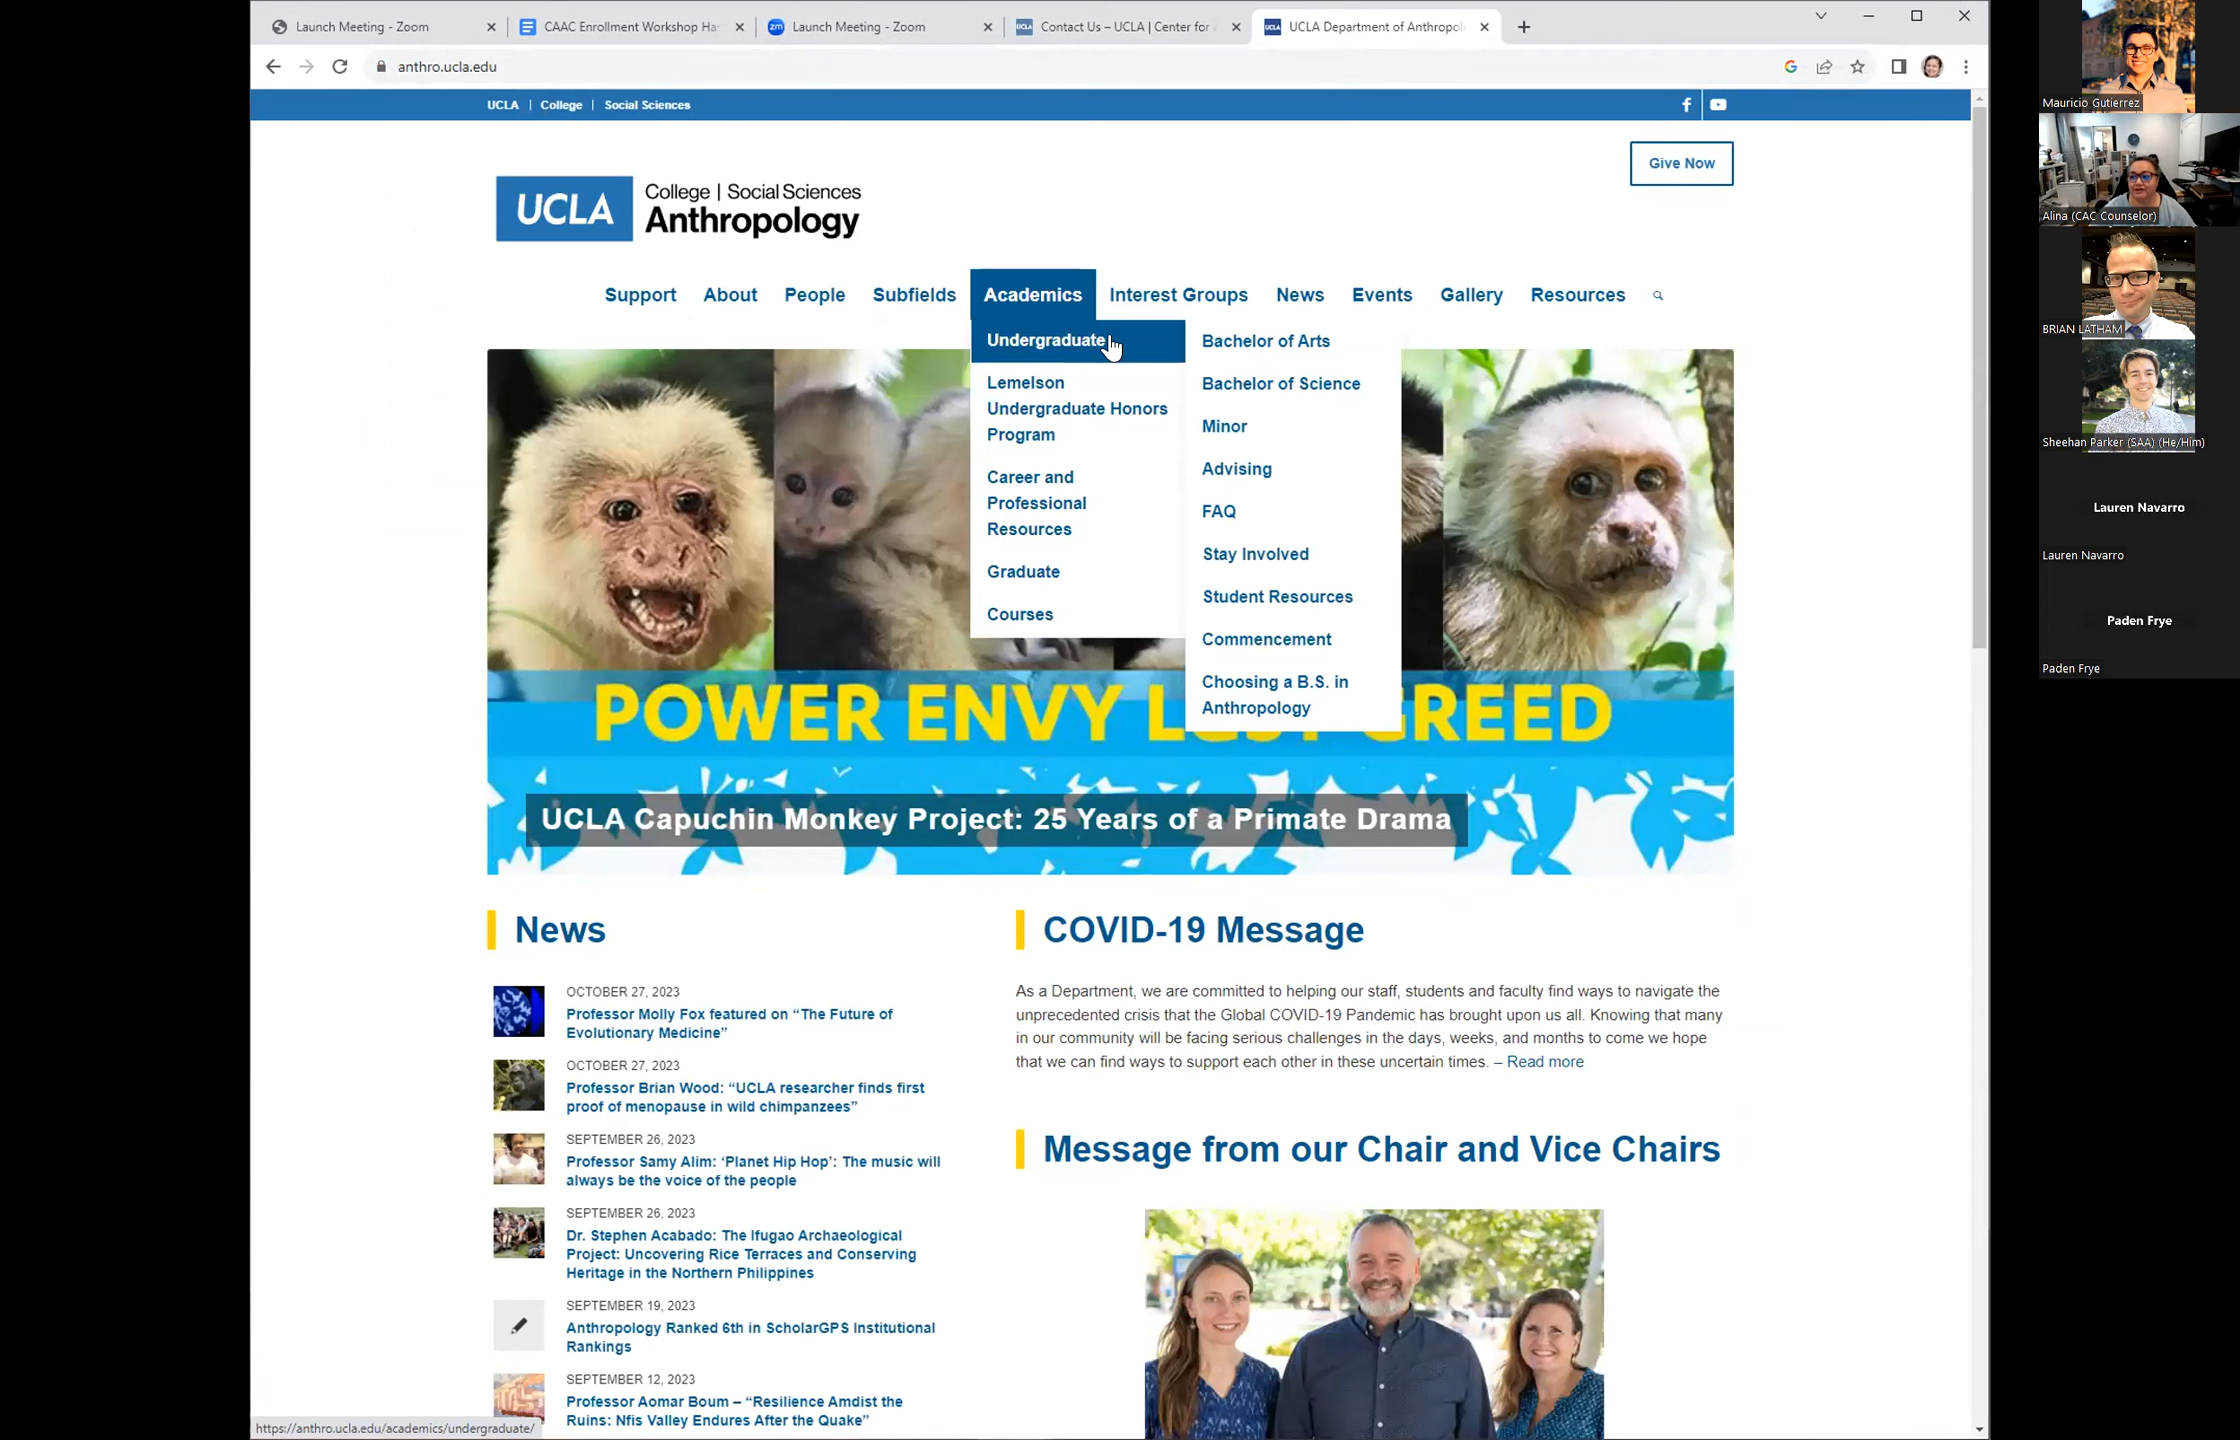 Launch Meeting - Zoom
CAAC Enrollment Workshop Ha
Launch Meeting - Zoom
Contact Us – UCLA | Center for
UCLA Department of Anthropol
anthro.ucla.edu
UCLA | College | Social Sciences
Give Now
UCLA
College | Social Sciences
Anthropology
Support About People Subfields Academics Interest Groups News Events Gallery Resources
Undergraduate
Lemelson
Undergraduate Honors
Program
Career and
Professional
Resources
Graduate
Courses
Bachelor of Arts
Bachelor of Science
Minor
Advising
FAQ
Stay Involved
Student Resources
Commencement
Choosing a B.S. in
Anthropology
POWER ENVY GREED
UCLA Capuchin Monkey Project: 25 Years of a Primate Drama
News
OCTOBER 27, 2023
Professor Molly Fox featured on “The Future of
Evolutionary Medicine”
OCTOBER 27, 2023
Professor Brian Wood: “UCLA researcher finds first
proof of menopause in wild chimpanzees”
SEPTEMBER 26, 2023
Professor Samy Alim: ‘Planet Hip Hop’: The music will
always be the voice of the people
SEPTEMBER 26, 2023
Dr. Stephen Acabado: The Ifugao Archaeological
Project: Uncovering Rice Terraces and Conserving
Heritage in the Northern Philippines
SEPTEMBER 19, 2023
Anthropology Ranked 6th in ScholarGPS Institutional
Rankings
SEPTEMBER 12, 2023
Professor Aomar Boum – “Resilience Amdist the
Ruins: Nfis Valley Endures After the Quake”
COVID-19 Message
As a Department, we are committed to helping our staff, students and faculty find ways to navigate the
unprecedented crisis that the Global COVID-19 Pandemic has brought upon us all. Knowing that many
in our community will be facing serious challenges in the days, weeks, and months to come we hope
that we can find ways to support each other in these uncertain times. – Read more
Message from our Chair and Vice Chairs
https://anthro.ucla.edu/academics/undergraduate/
Mauricio Gutierrez
Alina (CAC Counselor)
BRIAN LATHAM
Sheehan Parker (SAA) (He/Him)
Lauren Navarro
Lauren Navarro
Paden Frye
Paden Frye